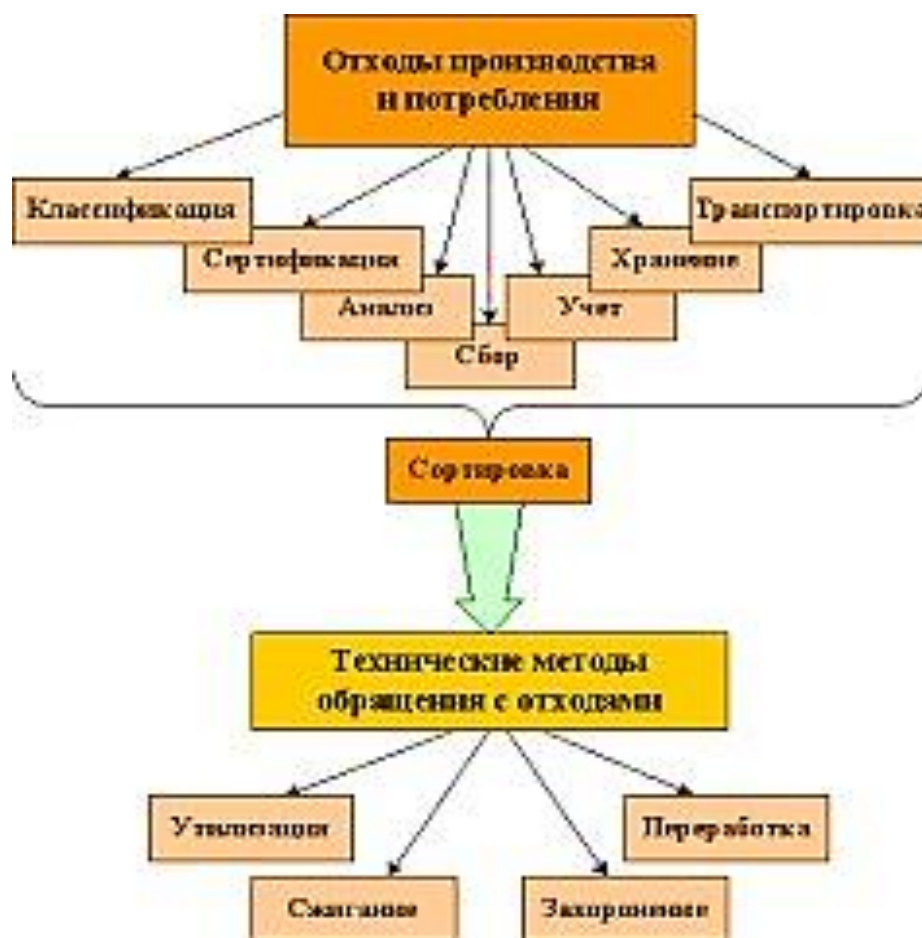 Отходы производства
и потребления
Классификация
Транспортировка
Сертификация
Хранение
Анализ
Учет
Сбор
Сортировка
Технические методы
обращения с отходами
Утилизация
Переработка
Сжигание
Захоронение